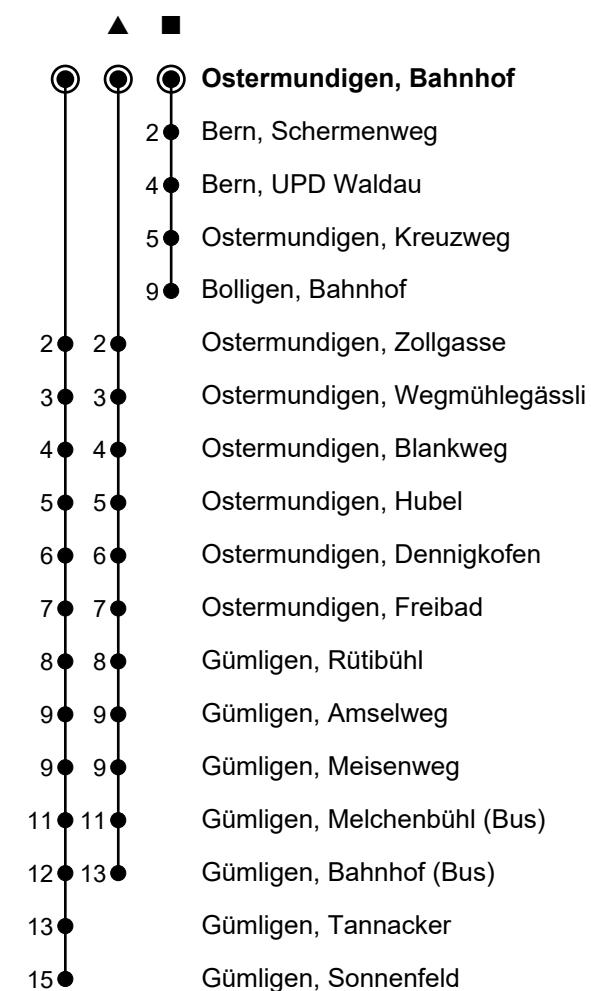 ▲ ■
Ostermundigen, Bahnhof
2 Bern, Schermenweg
4 Bern, UPD Waldau
5 Ostermundigen, Kreuzweg
9 Bolligen, Bahnhof
2 2 Ostermundigen, Zollgasse
3 3 Ostermundigen, Wegmühlegässli
4 4 Ostermundigen, Blankweg
5 5 Ostermundigen, Hubel
6 6 Ostermundigen, Dennigkofen
7 7 Ostermundigen, Freibad
8 8 Gümligen, Rütibühl
9 9 Gümligen, Amselweg
9 9 Gümligen, Meisenweg
11 11 Gümligen, Melchenbühl (Bus)
12 13 Gümligen, Bahnhof (Bus)
13 Gümligen, Tannacker
15 Gümligen, Sonnenfeld